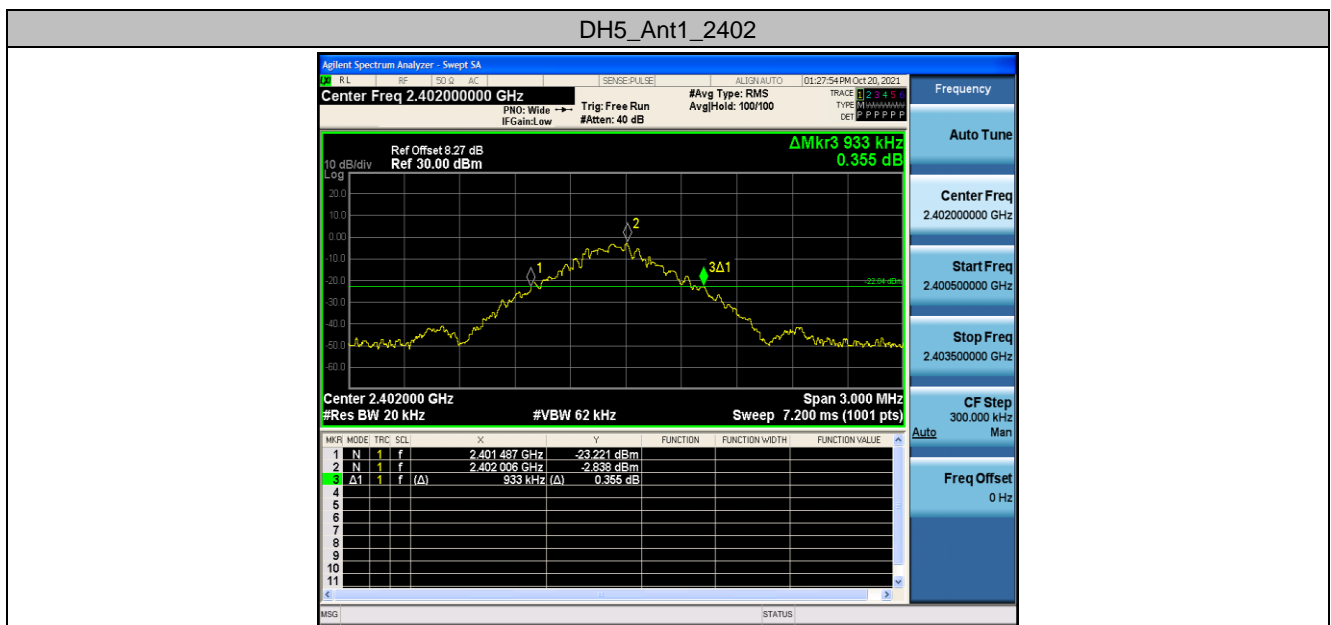 DH5_Ant1_2402
Agilent Spectrum Analyzer - Swept SA
RL RF 50 Ω AC SENSE:PULSE ALIGNAUTO 01:27:54 PM Oct 20, 2021
Center Freq 2.402000000 GHz
PNO: Wide
IFGain:Low
Trig: Free Run
#Atten: 40 dB
#Avg Type: RMS
Avg|Hold: 100/100
TRACE 1 2 3 4 5 6
TYPE M WWWWW
DET P P P P P P
Ref Offset 8.27 dB
Ref 30.00 dBm
10 dB/div
Log
ΔMkr3 933 kHz
0.355 dB
20.0
10.0
0.00
-10.0
-20.0
-30.0
-40.0
-50.0
-60.0
1
2
3Δ1
-22.84 dBm
Center 2.402000 GHz Span 3.000 MHz
#Res BW 20 kHz #VBW 62 kHz Sweep 7.200 ms (1001 pts)
MKR MODE TRC SCL X Y FUNCTION FUNCTION WIDTH FUNCTION VALUE
1 N 1 f 2.401 487 GHz -23.221 dBm
2 N 1 f 2.402 006 GHz -2.838 dBm
3 Δ1 1 f (Δ) 933 kHz (Δ) 0.355 dB
4
5
6
7
8
9
10
11
MSG STATUS
Frequency
Auto Tune
Center Freq
2.402000000 GHz
Start Freq
2.400500000 GHz
Stop Freq
2.403500000 GHz
CF Step
300.000 kHz
Auto Man
Freq Offset
0 Hz